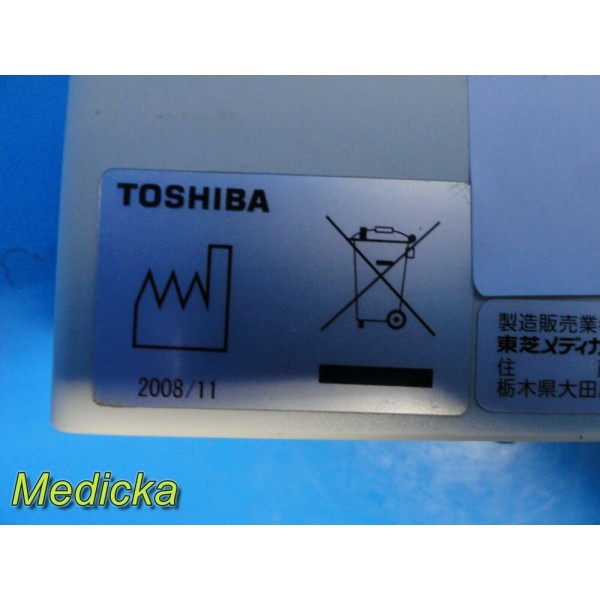 TOSHIBA
2008/11
製造販売業
東芝メディカ
住
栃木県大田
Medicka